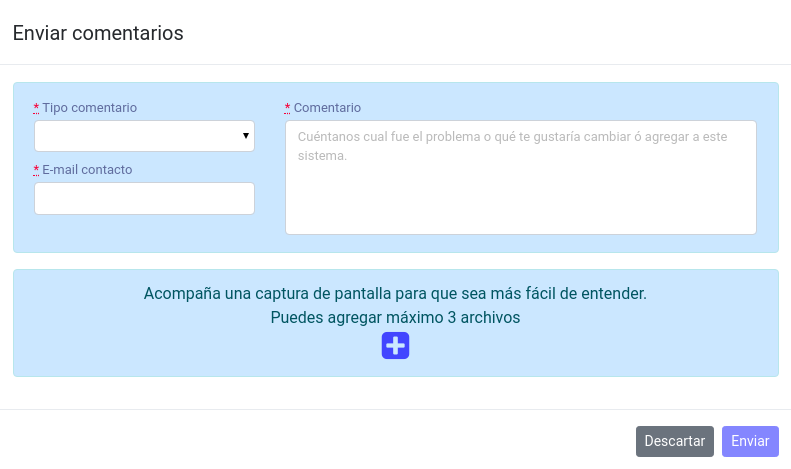 Enviar comentarios
* Tipo comentario
* E-mail contacto
* Comentario
Cuéntanos cual fue el problema o qué te gustaría cambiar ó agregar a este
sistema.
Acompaña una captura de pantalla para que sea más fácil de entender.
Puedes agregar máximo 3 archivos
Descartar
Enviar